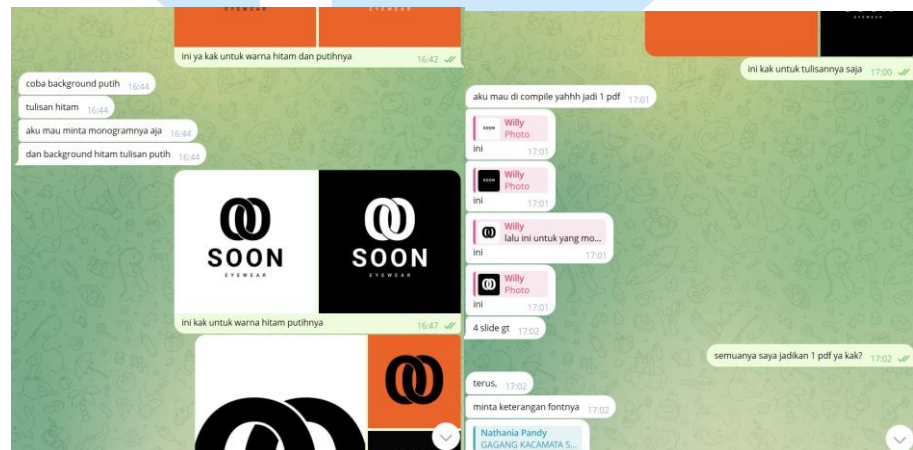 EYEWEAR
EYEWEAR
ini ya kak untuk warna hitam dan putihnya 16:42
coba background putih 16:44
tulisan hitam 16:44
aku mau minta monogramnya aja 16:44
dan background hitam tulisan putih 16:44
SOON
EYEWEAR
SOON
EYEWEAR
ini kak untuk warna hitam putihnya 16:47
EYEWEAR
ini kak untuk tulisannya saja 17:00
aku mau di compile yahhh jadi 1 pdf 17:01
SOON
Willy
Photo
ini 17:01
SOON
Willy
Photo
ini 17:01
Willy
lalu ini untuk yang mo...
ini 17:01
Willy
Photo
ini 17:01
4 slide gt 17:02
semuanya saya jadikan 1 pdf ya kak? 17:02
terus, 17:02
minta keterangan fontnya 17:02
Nathania Pandy
GAGANG KACAMATA S...